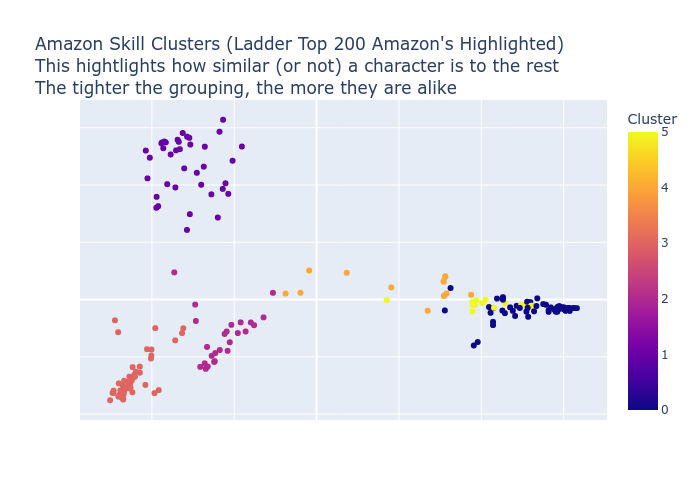 Amazon Skill Clusters (Ladder Top 200 Amazon's Highlighted)
This hightlights how similar (or not) a character is to the rest
The tighter the grouping, the more they are alike
Cluster
5
4
3
2
1
0